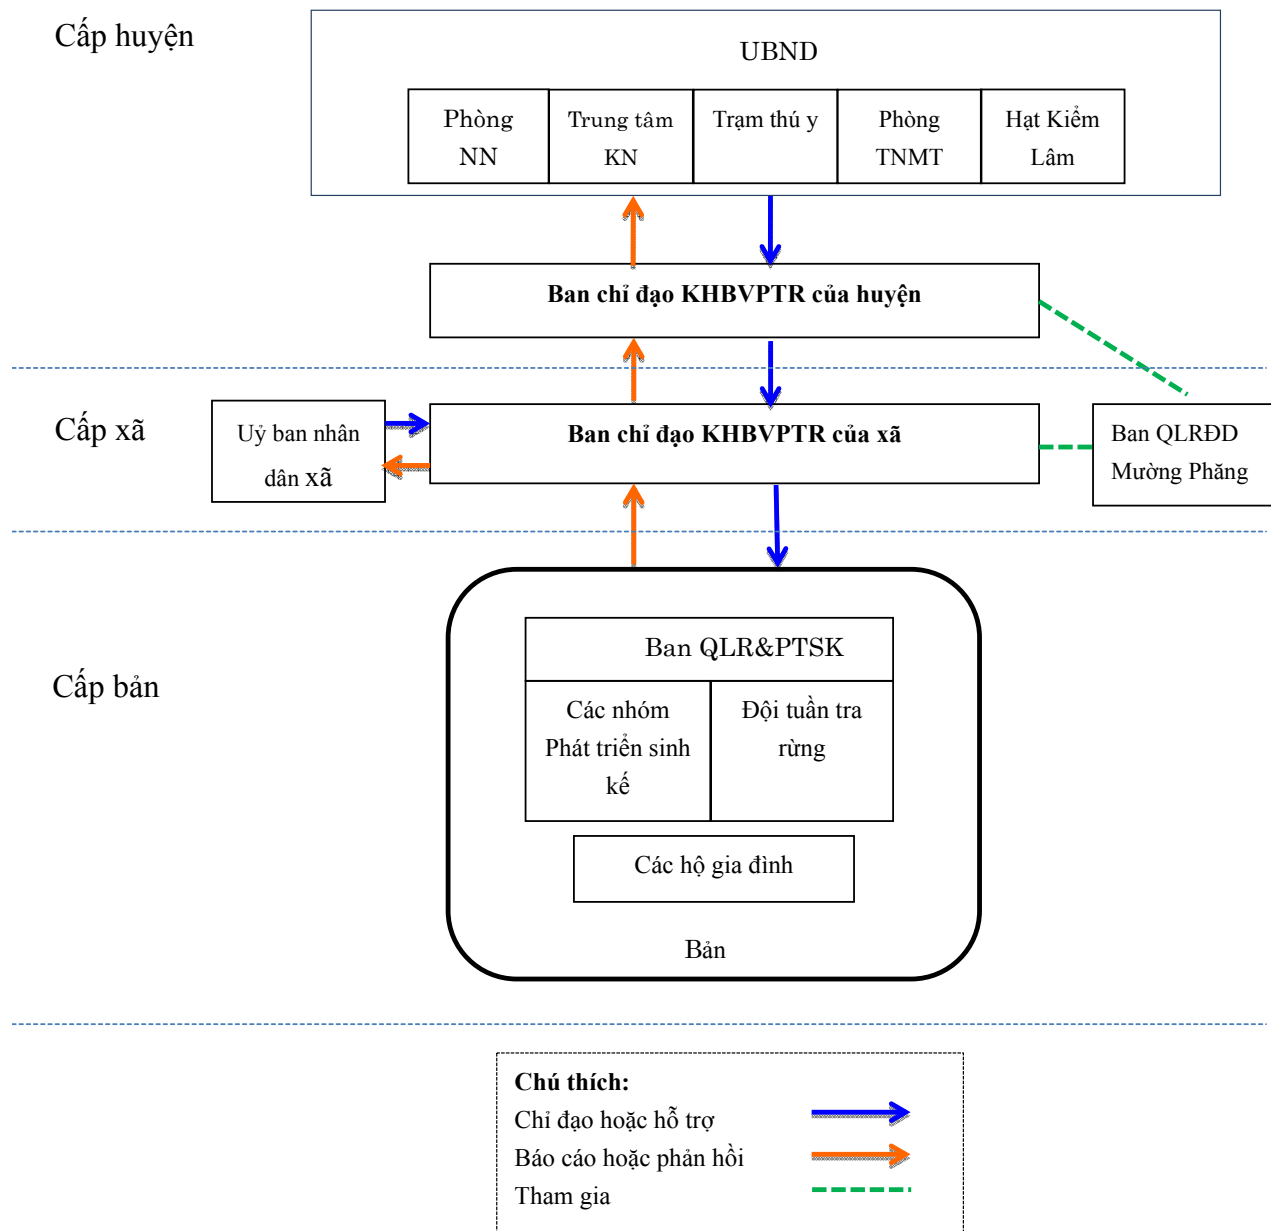 Cấp huyện
UBND
Phòng
NN
Trung tâm
KN
Trạm thú y
Phòng
TNMT
Hạt Kiểm
Lâm
Ban chỉ đạo KHBVPTR của huyện
Cấp xã
Uỷ ban nhân
dân xã
Ban chỉ đạo KHBVPTR của xã
Ban QLRĐD
Mường Phăng
Cấp bản
Ban QLR&PTSK
Các nhóm
Phát triển sinh
kế
Đội tuần tra
rừng
Các hộ gia đình
Bản
Chú thích:
Chỉ đạo hoặc hỗ trợ
Báo cáo hoặc phản hồi
Tham gia